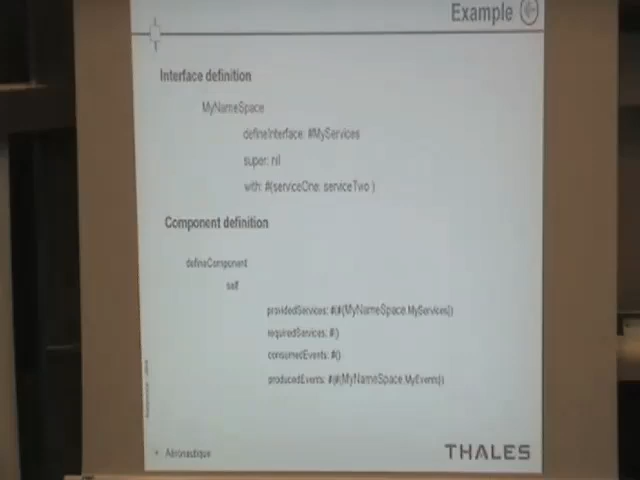 Example
Interface definition
MyNameSpace
defineInterface: #MyServices
super: nil
with: #(serviceOne: serviceTwo )
Component definition
defineComponent
self
providedServices: #(#{MyNameSpace.MyServices})
requiredServices: #()
consumedEvents: #()
producedEvents: #(#{MyNameSpace.MyEvents})
Aéronautique
THALES